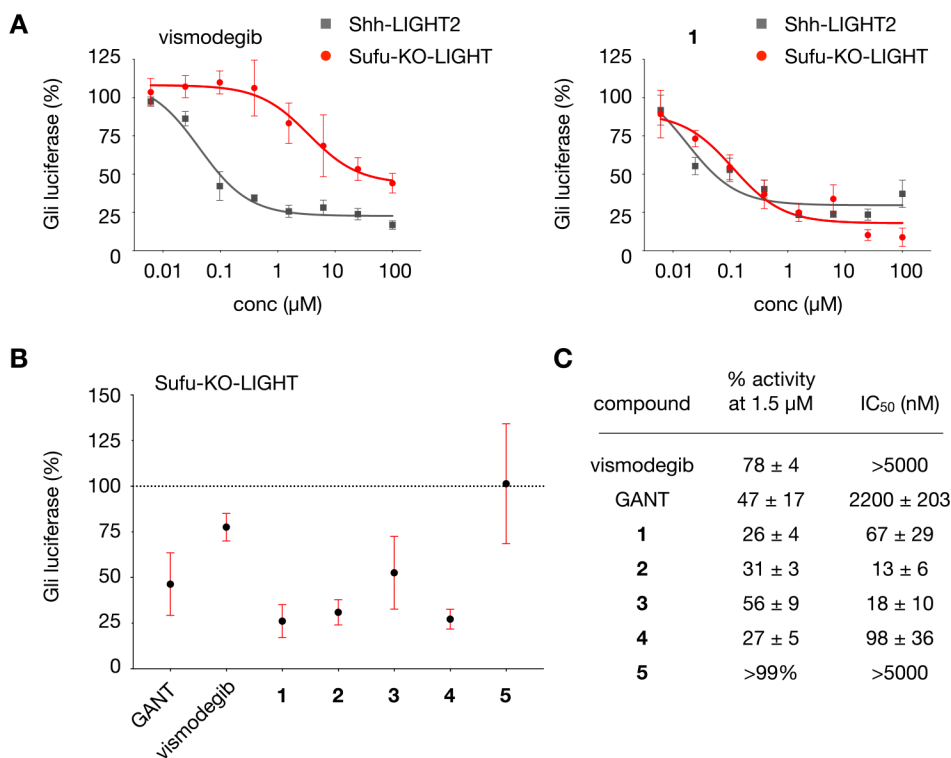 A
vismodegib
Shh-LIGHT2
Sufu-KO-LIGHT
Gli luciferase (%)
125
100
75
50
25
0
0.01 0.1 1 10 100
conc (µM)
1
Shh-LIGHT2
Sufu-KO-LIGHT
Gli luciferase (%)
125
100
75
50
25
0
0.01 0.1 1 10 100
conc (µM)
B
Sufu-KO-LIGHT
Gli luciferase (%)
150
125
100
75
50
25
0
GANT vismodegib 1 2 3 4 5
C
% activity
compound at 1.5 µM IC₅₀ (nM)
vismodegib 78 ± 4 >5000
GANT 47 ± 17 2200 ± 203
1 26 ± 4 67 ± 29
2 31 ± 3 13 ± 6
3 56 ± 9 18 ± 10
4 27 ± 5 98 ± 36
5 >99% >5000